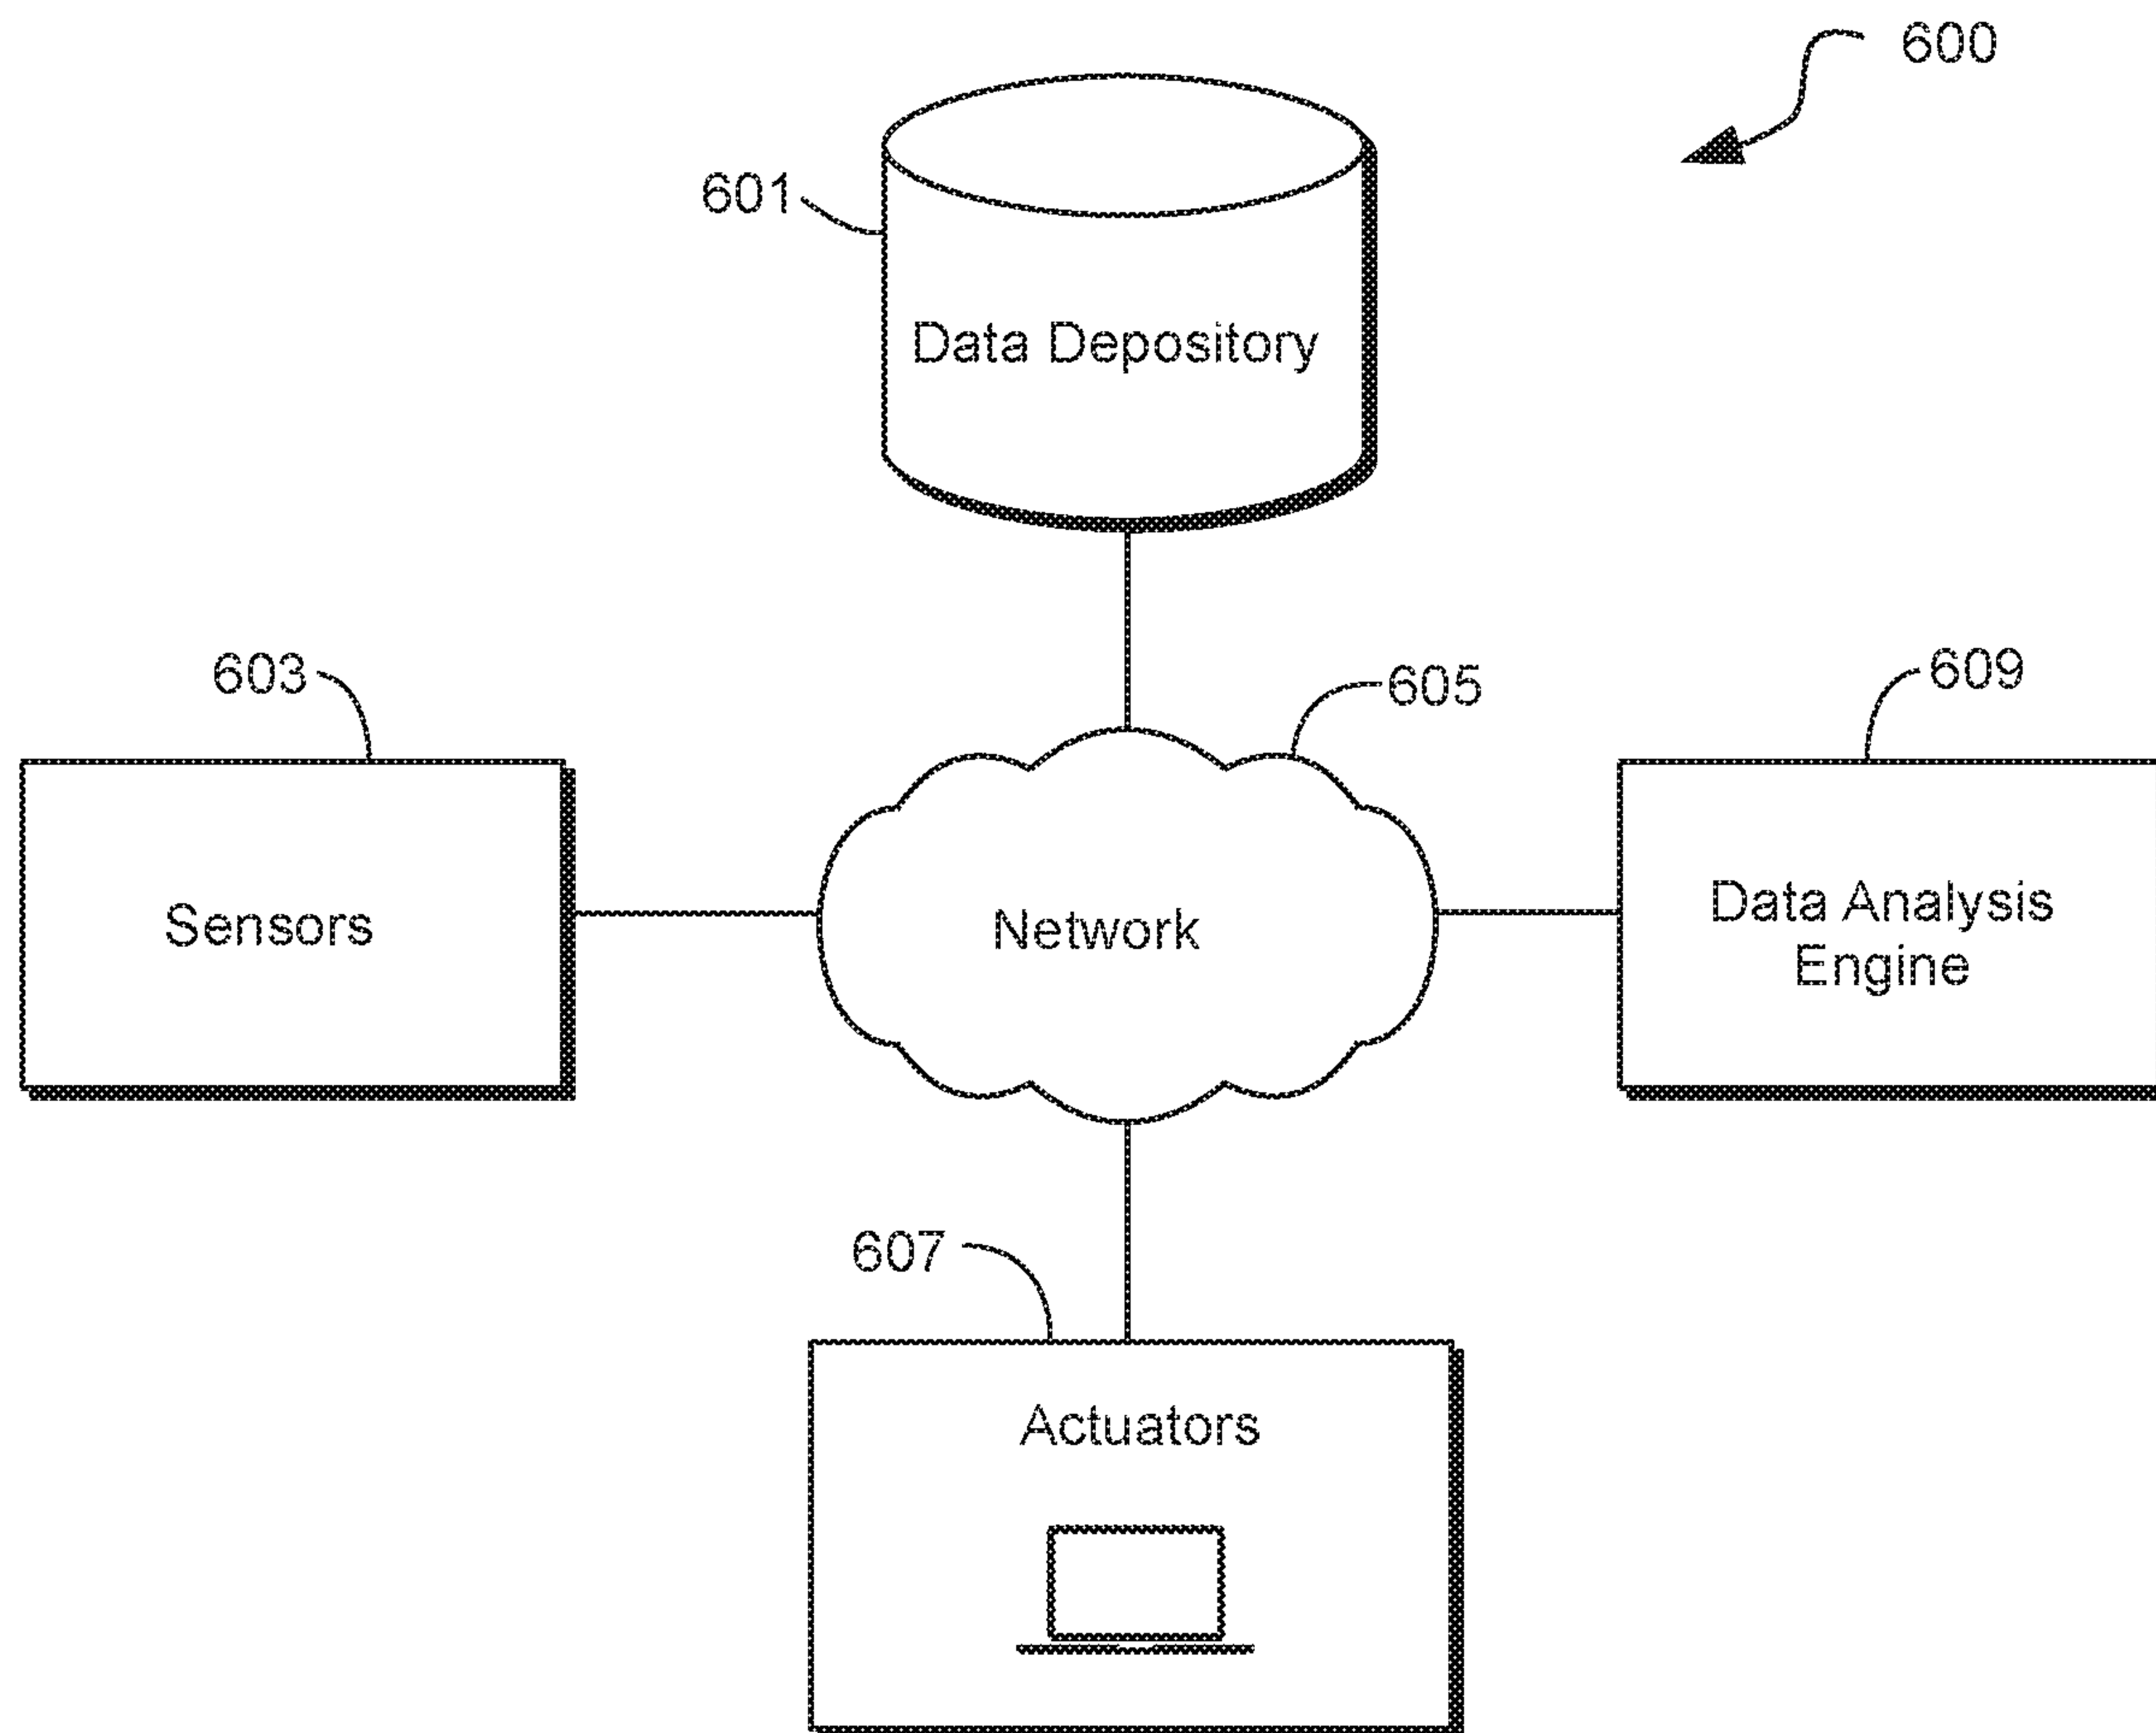 600
601
Data Depository
603
605
609
Sensors
Network
Data Analysis
Engine
607
Actuators